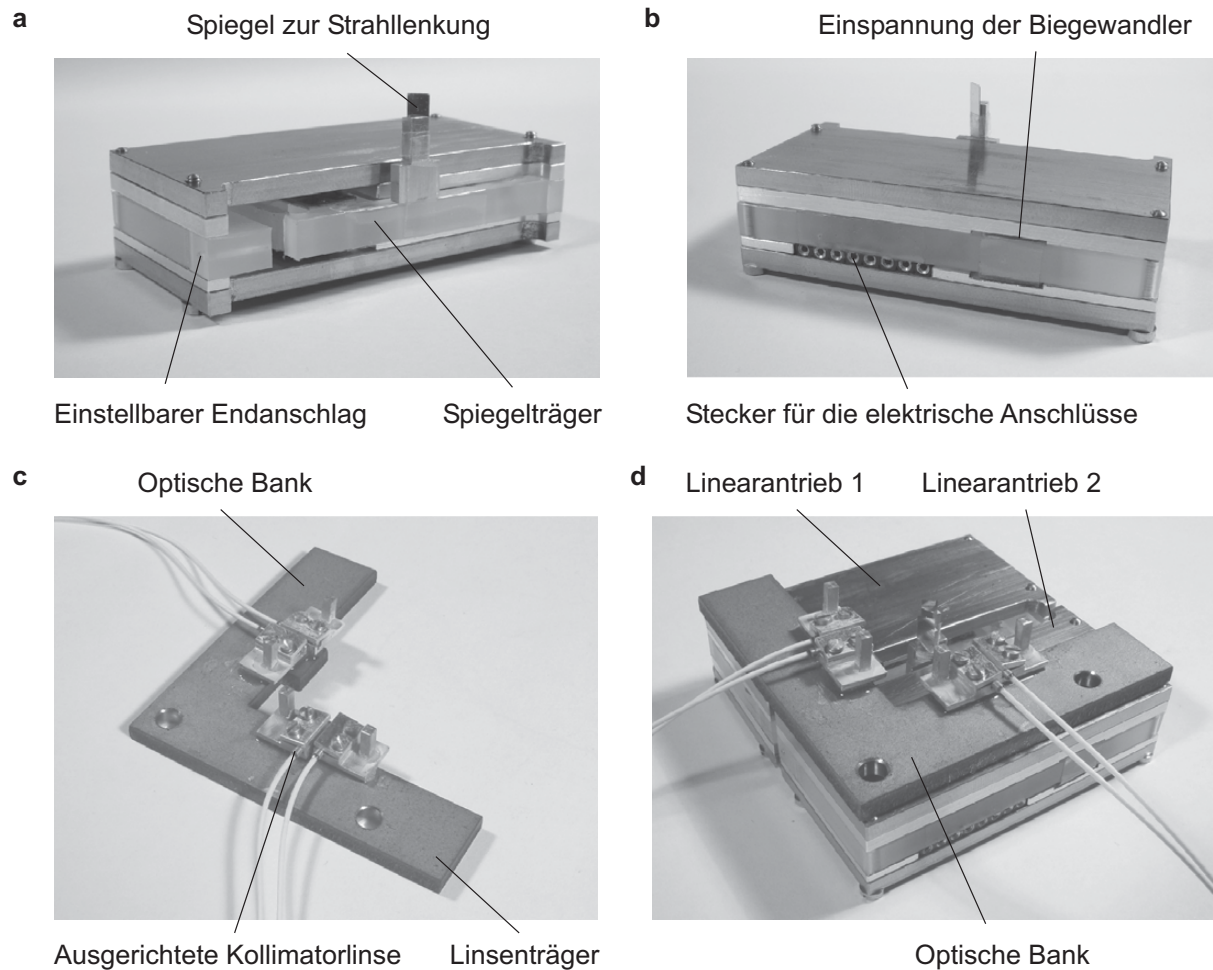 a
Spiegel zur Strahllenkung
Einstellbarer Endanschlag
Spiegelträger
b
Einspannung der Biegewandler
Stecker für die elektrische Anschlüsse
c
Optische Bank
Ausgerichtete Kollimatorlinse
Linsenträger
d
Linearantrieb 1
Linearantrieb 2
Optische Bank